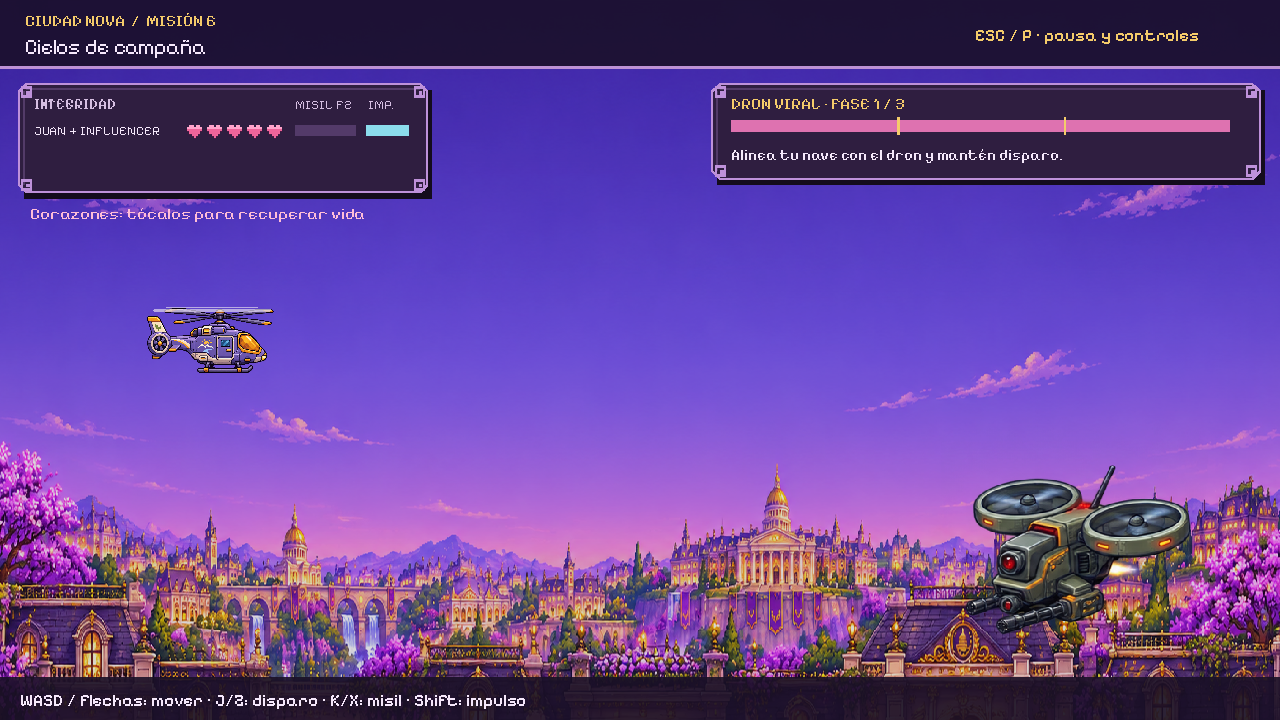 CIUDAD NOVA / MISIÓN 6
Cielos de campaña
ESC / P · pausa y controles
INTEGRIDAD MISIL F2 IMP.
JUAN + INFLUENCER
DRON VIRAL · FASE 1 / 3
Alinea tu nave con el dron y mantén disparo.
Corazones: tócalos para recuperar vida
WASD / flechas: mover · J/Z: disparo · K/X: misil · Shift: impulso